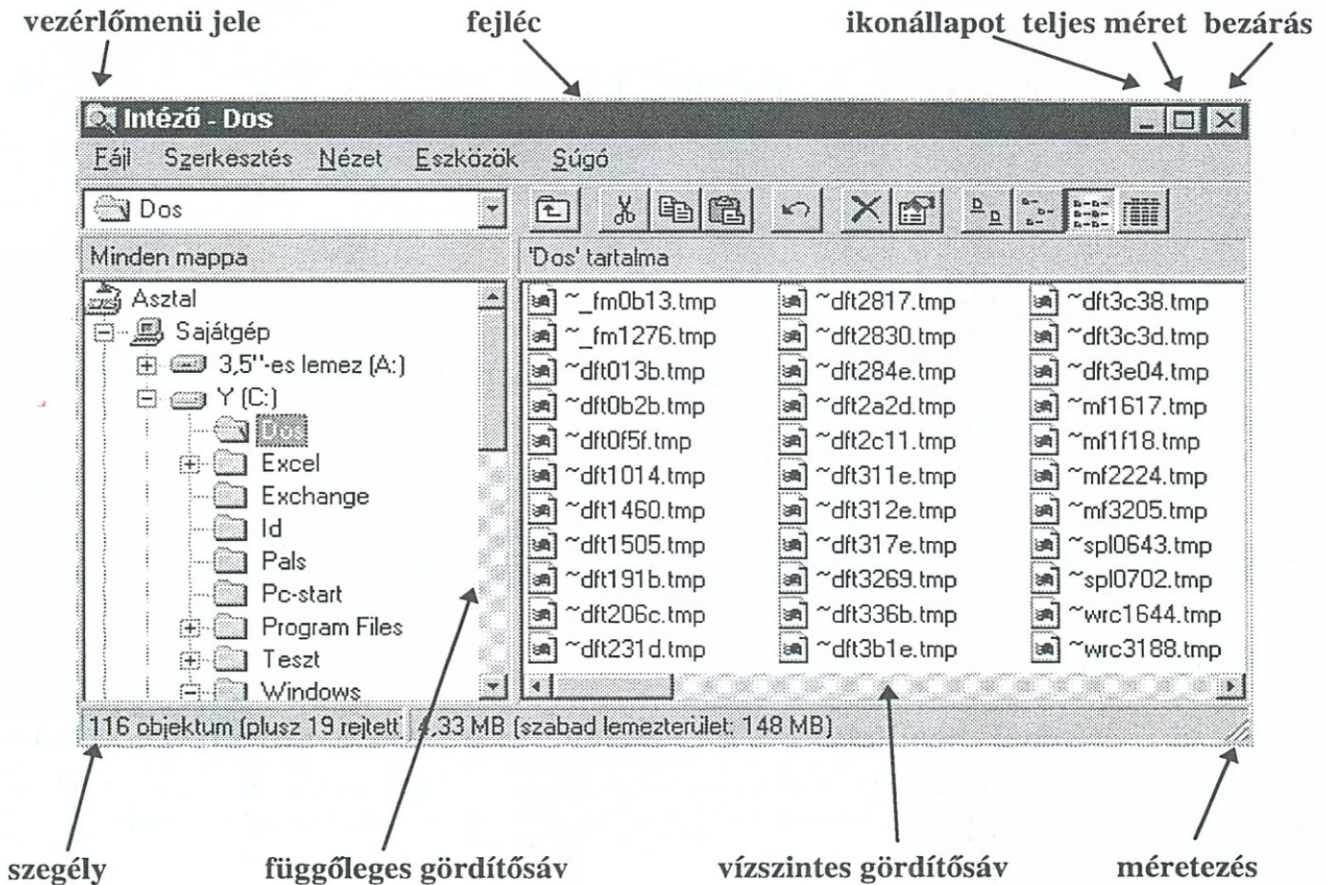 vezérlőmenü jele fejléc ikonállapot teljes méret bezárás
Intéző - Dos
Fájl Szerkesztés Nézet Eszközök Súgó
Dos
Minden mappa 'Dos' tartalma
Asztal
Sajátgép
3,5''-es lemez (A:)
Y (C:)
Dos
Excel
Exchange
Id
Pals
Pc-start
Program Files
Teszt
Windows
~_fm0b13.tmp ~dft2817.tmp ~dft3c38.tmp
~_fm1276.tmp ~dft2830.tmp ~dft3c3d.tmp
~dft013b.tmp ~dft284e.tmp ~dft3e04.tmp
~dft0b2b.tmp ~dft2a2d.tmp ~mf1617.tmp
~dft0f5f.tmp ~dft2c11.tmp ~mf1f18.tmp
~dft1014.tmp ~dft311e.tmp ~mf2224.tmp
~dft1460.tmp ~dft312e.tmp ~mf3205.tmp
~dft1505.tmp ~dft317e.tmp ~spl0643.tmp
~dft191b.tmp ~dft3269.tmp ~spl0702.tmp
~dft206c.tmp ~dft336b.tmp ~wrc1644.tmp
~dft231d.tmp ~dft3b1e.tmp ~wrc3188.tmp
116 objektum (plusz 19 rejtett) 4,33 MB (szabad lemezterület: 148 MB)
szegély függőleges gördítősáv vízszintes gördítősáv méretezés